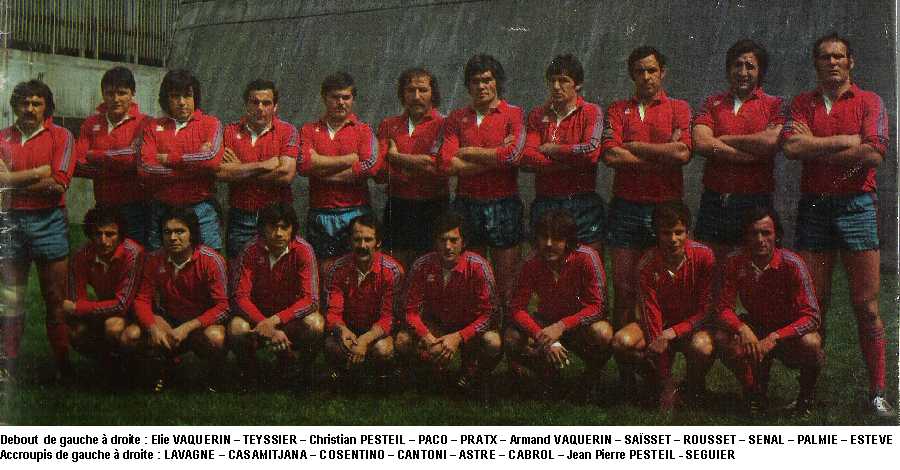 Debout de gauche à droite : Elie VAQUERIN – TEYSSIER – Christian PESTEIL – PACO – PRATX – Armand VAQUERIN – SAÏSSET – ROUSSET – SENAL – PALMIE – ESTEVE
Accroupis de gauche à droite : LAVAGNE – CASAMITJANA – COSENTINO – CANTONI – ASTRE – CABROL – Jean Pierre PESTEIL - SEGUIER